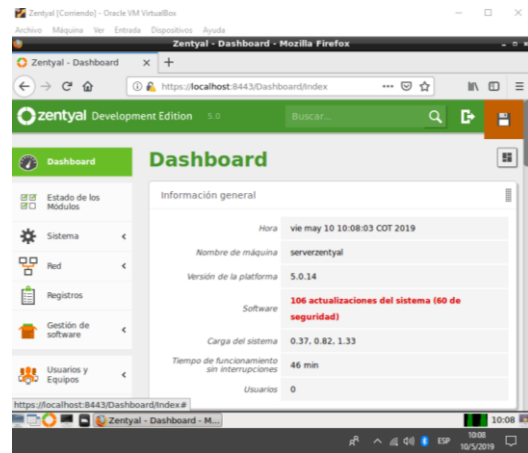 Zentyal [Corriendo] - Oracle VM VirtualBox
Archivo Máquina Ver Entrada Dispositivos Ayuda
Zentyal - Dashboard - Mozilla Firefox
Zentyal - Dashboard × +
https://localhost:8443/Dashboard/Index
zentyal Development Edition 5.0 Buscar...
Dashboard
Dashboard
Estado de los
Módulos
Sistema
Red
Registros
Gestión de
software
Usuarios y
Equipos
Información general
Hora vie may 10 10:08:03 COT 2019
Nombre de máquina serverzentyal
Versión de la plataforma 5.0.14
Software 106 actualizaciones del sistema (60 de
seguridad)
Carga del sistema 0.37, 0.82, 1.33
Tiempo de funcionamiento
sin interrupciones 46 min
Usuarios 0
https://localhost:8443/Dashboard/Index#
Zentyal - Dashboard - M... 10:08
ESP 10:08
10/5/2019